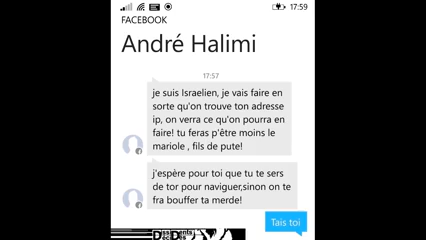 17:59
FACEBOOK
André Halimi
17:57
je suis Israelien, je vais faire en
sorte qu'on trouve ton adresse
ip, on verra ce qu'on pourra en
faire! tu feras p'être moins le
mariole , fils de pute!
j'espère pour toi que tu te sers
de tor pour naviguer,sinon on te
fra bouffer ta merde!
Tais toi